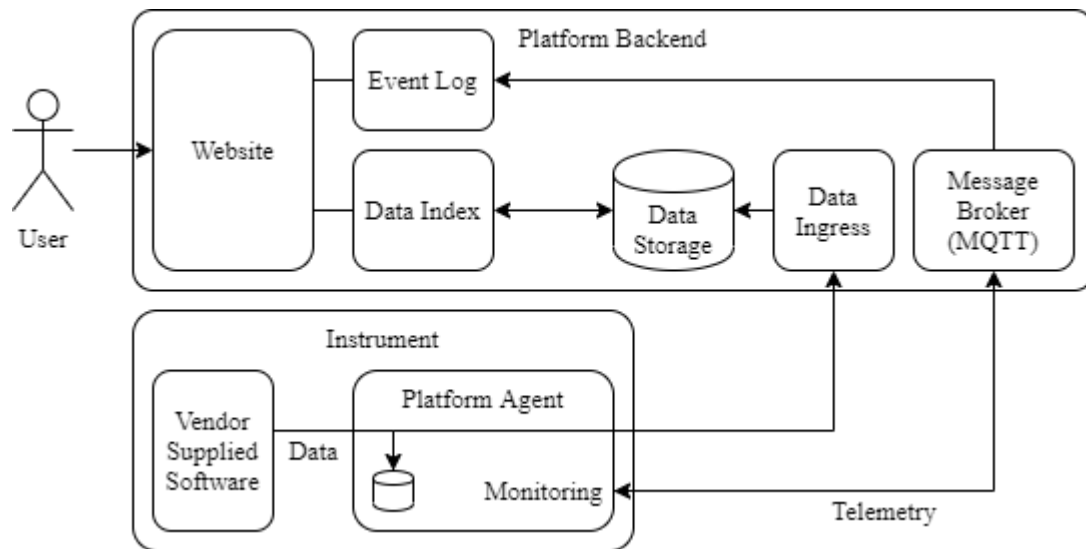 Platform Backend
Event Log
Website
User
Data Index
Data
Storage
Data
Ingress
Message
Broker
(MQTT)
Instrument
Vendor
Supplied
Software
Data
Platform Agent
Monitoring
Telemetry